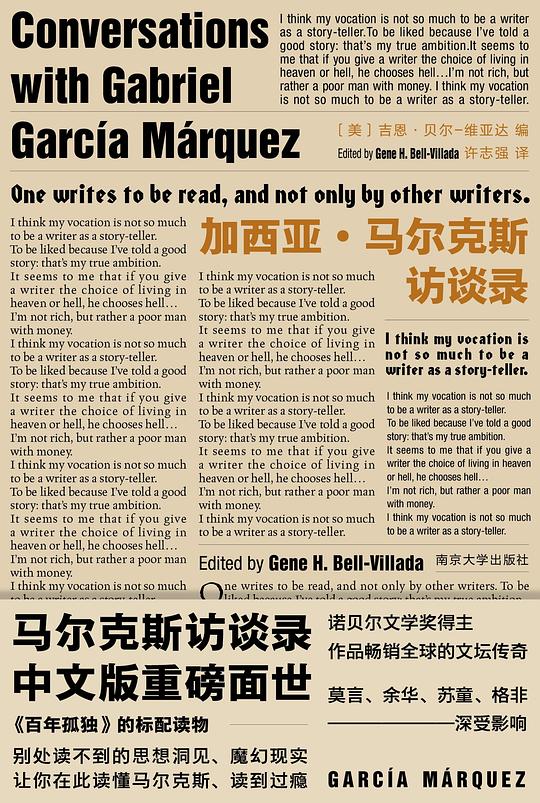 Conversations
with Gabriel
García Márquez
I think my vocation is not so much to be a writer
as a story-teller.To be liked because I've told a
good story: that's my true ambition.It seems to
me that if you give a writer the choice of living in
heaven or hell, he chooses hell…I'm not rich, but
rather a poor man with money. I think my vocation
is not so much to be a writer as a story-teller.
[美]吉恩·贝尔-维亚达 编
Edited by Gene H. Bell-Villada 许志强 译
One writes to be read, and not only by other writers.
I think my vocation is not so much
to be a writer as a story-teller.
To be liked because I've told a good
story: that's my true ambition.
It seems to me that if you give
a writer the choice of living in
heaven or hell, he chooses hell…
I'm not rich, but rather a poor man
with money.
I think my vocation is not so much
to be a writer as a story-teller.
To be liked because I've told a good
story: that's my true ambition.
It seems to me that if you give
a writer the choice of living in
heaven or hell, he chooses hell…
I'm not rich, but rather a poor man
with money.
I think my vocation is not so much
to be a writer as a story-teller.
To be liked because I've told a good
story: that's my true ambition.
It seems to me that if you give
a writer the choice of living in
heaven or hell, he chooses hell…
I'm not rich, but rather a poor man
with money.
I think my vocation is not so much
to be a writer as a story-teller.
加西亚·马尔克斯
访谈录
I think my vocation is not so much
to be a writer as a story-teller.
To be liked because I've told a good
story: that's my true ambition.
It seems to me that if you give
a writer the choice of living in
heaven or hell, he chooses hell…
I'm not rich, but rather a poor man
with money.
I think my vocation is not so much
to be a writer as a story-teller.
To be liked because I've told a good
story: that's my true ambition.
It seems to me that if you give
a writer the choice of living in
heaven or hell, he chooses hell…
I'm not rich, but rather a poor man
with money.
I think my vocation is not so much
to be a writer as a story-teller.
I think my vocation is
not so much to be a
writer as a story-teller.
I think my vocation is not so much
to be a writer as a story-teller.
To be liked because I've told a good
story: that's my true ambition.
It seems to me that if you give a
writer the choice of living in heaven
or hell, he chooses hell…
I'm not rich, but rather a poor man
with money.
I think my vocation is not so much
to be a writer as a story-teller.
Edited by Gene H. Bell-Villada
南京大学出版社
One writes to be read, and not only by other writers. To be
liked because I've told a good story: that's my true ambition.
马尔克斯访谈录
中文版重磅面世
《百年孤独》的标配读物
别处读不到的思想洞见、魔幻现实
让你在此读懂马尔克斯、读到过瘾
诺贝尔文学奖得主
作品畅销全球的文坛传奇
莫言、余华、苏童、格非
——————深受影响
GARCÍA MÁRQUEZ